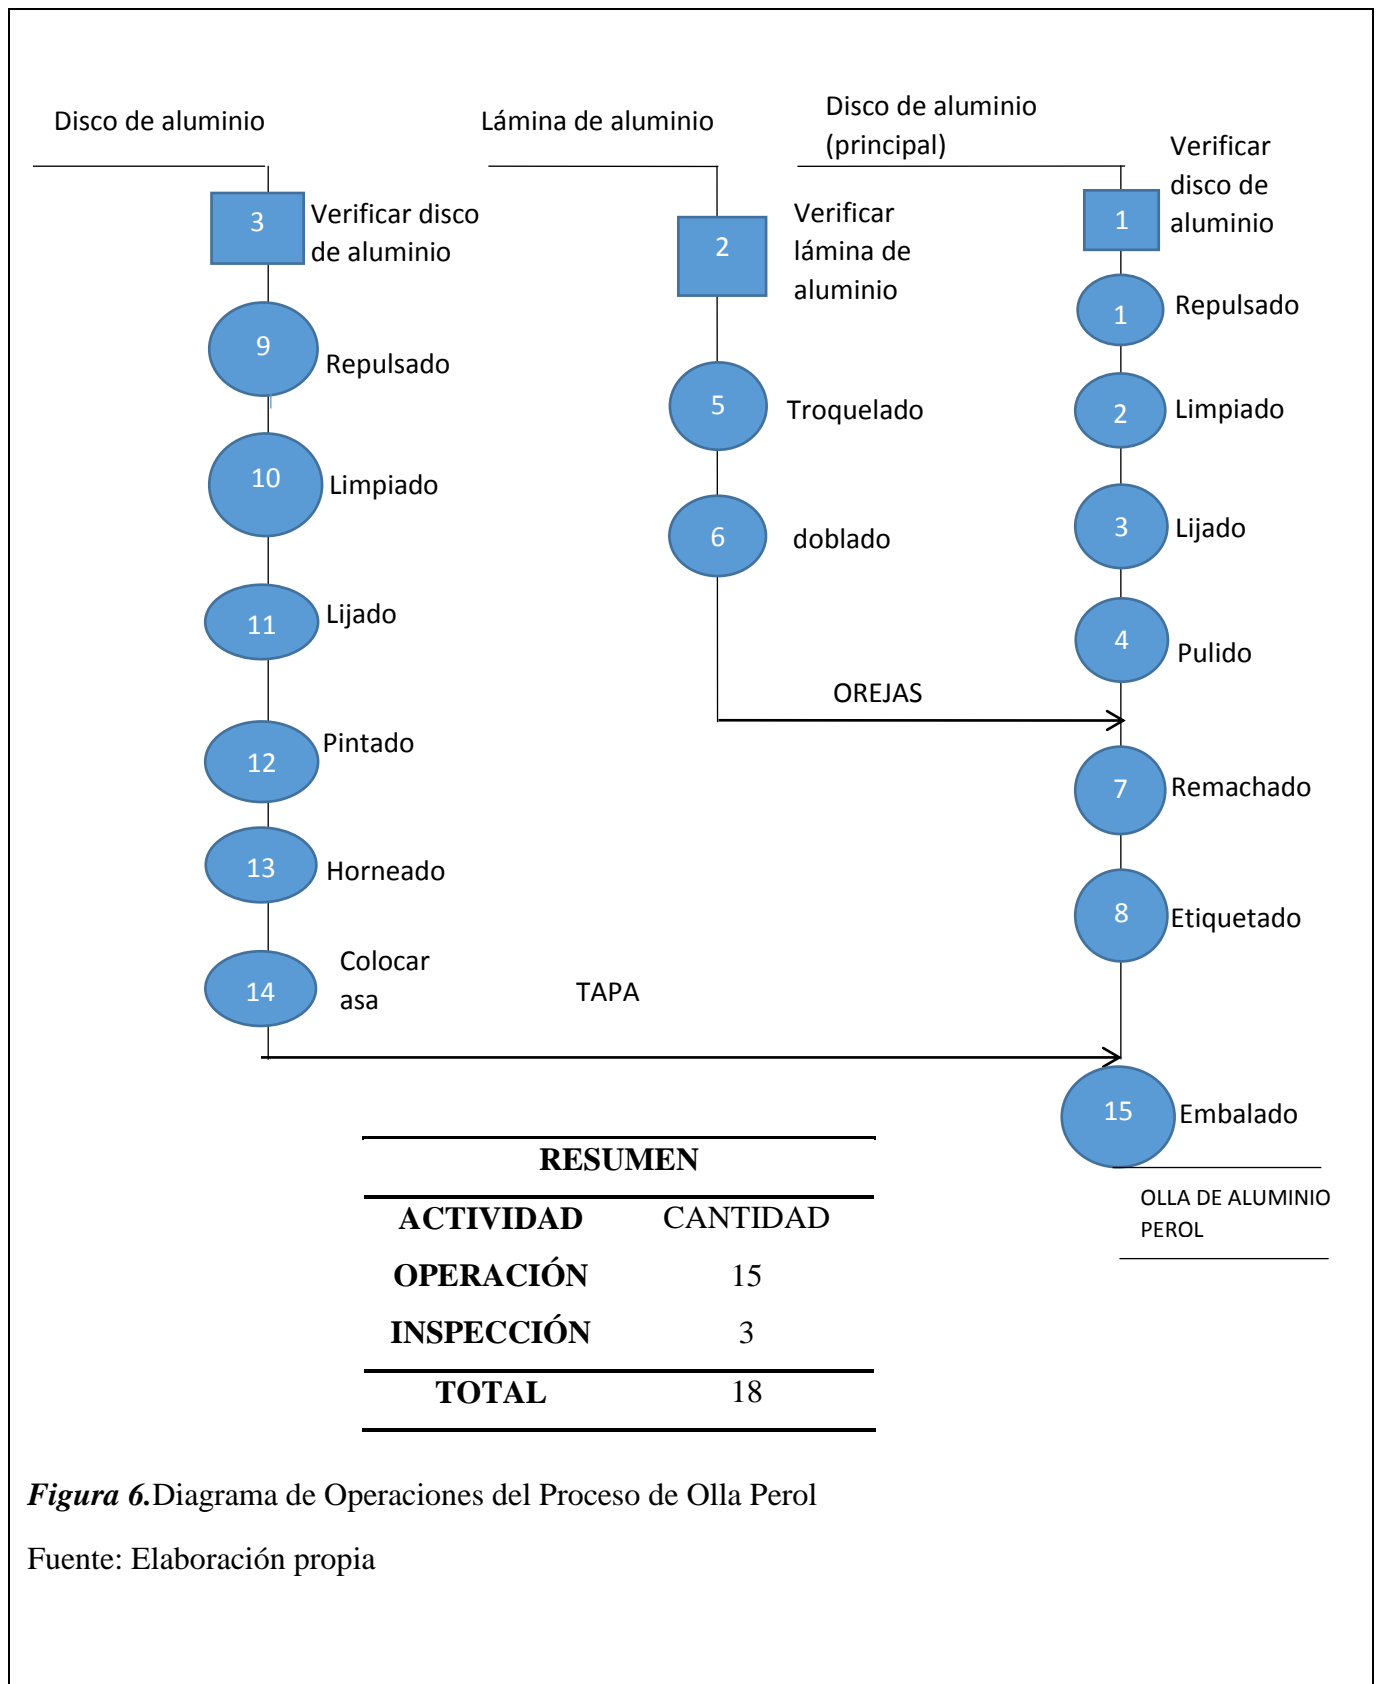 Disco de aluminio
3
Verificar disco
de aluminio
9
Repulsado
10
Limpiado
11
Lijado
12
Pintado
13
Horneado
14
Colocar
asa
TAPA
Lámina de aluminio
2
Verificar
lámina de
aluminio
5
Troquelado
6
doblado
OREJAS
Disco de aluminio
(principal)
1
Verificar
disco de
aluminio
1
Repulsado
2
Limpiado
3
Lijado
4
Pulido
7
Remachado
8
Etiquetado
15
Embalado
OLLA DE ALUMINIO
PEROL
RESUMEN
ACTIVIDAD CANTIDAD
OPERACIÓN 15
INSPECCIÓN 3
TOTAL 18
Figura 6.Diagrama de Operaciones del Proceso de Olla Perol
Fuente: Elaboración propia